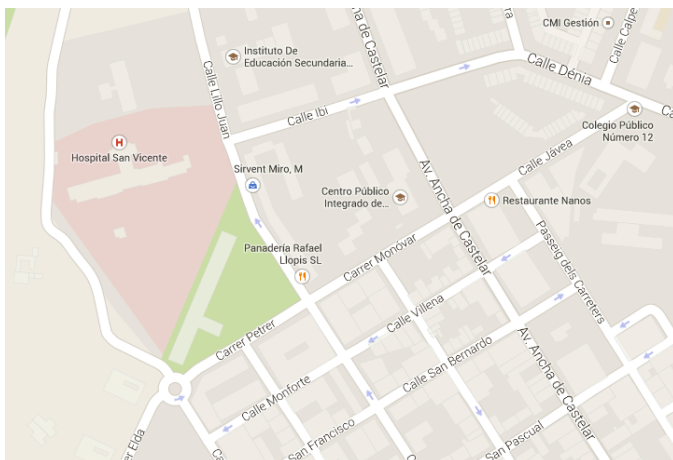 CMI Gestión
Calle Calpe
Instituto De
Educación Secundaria...
Av. Ancha de Castelar
Calle Dénia
Calle Lillo Juan
Calle Ibi
Colegio Público
Número 12
H
Hospital San Vicente
Calle Jávea
Sirvent Miro, M
Centro Público
Integrado de...
Av. Ancha de Castelar
Restaurante Nanos
Panadería Rafael
Llopis SL
Carrer Monóvar
Passeig dels Carreters
Calle Villena
Carrer Petrer
Calle San Bernardo
Av. Ancha de Castelar
Calle Monforte
San Francisco
San Pascual
Elda